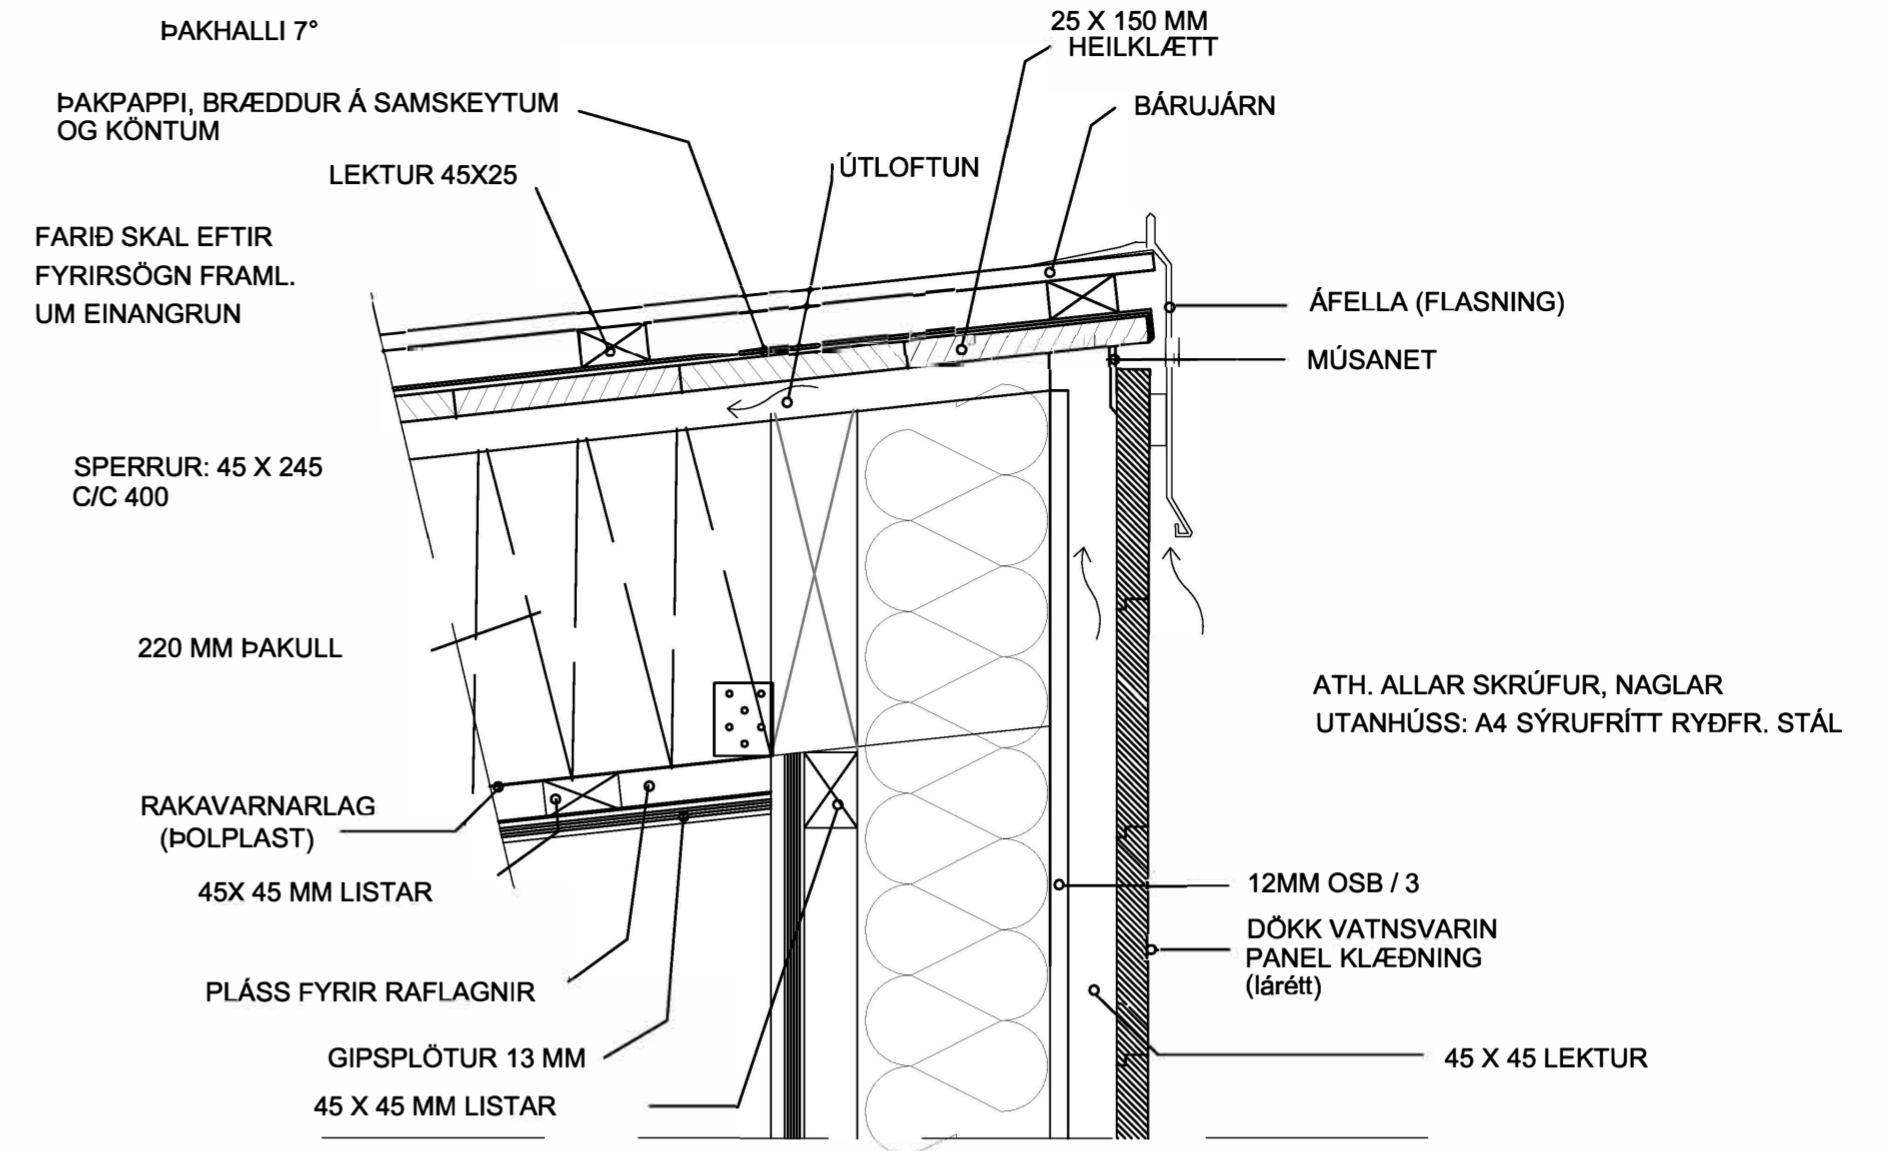 ÞAKHALLI 7°
25 X 150 MM
HEILKLÆTT
ÞAKPAPPI, BRÆDDUR Á SAMSKEYTUM
OG KÖNTUM
BÁRUJÁRN
LEKTUR 45X25
ÚTLOFTUN
FARIÐ SKAL EFTIR
FYRIRSÖGN FRAML.
UM EINANGRUN
ÁFELLA (FLASNING)
MÚSANET
SPERRUR: 45 X 245
C/C 400
220 MM ÞAKULL
ATH. ALLAR SKRÚFUR, NAGLAR
UTANHÚSS: A4 SÝRUFRÍTT RYÐFR. STÁL
RAKAVARNARLAG
(ÞOLPLAST)
45X 45 MM LISTAR
12MM OSB / 3
DÖKK VATNSVARIN
PANEL KLÆÐNING
(lárétt)
PLÁSS FYRIR RAFLAGNIR
GIPSPLÖTUR 13 MM
45 X 45 LEKTUR
45 X 45 MM LISTAR